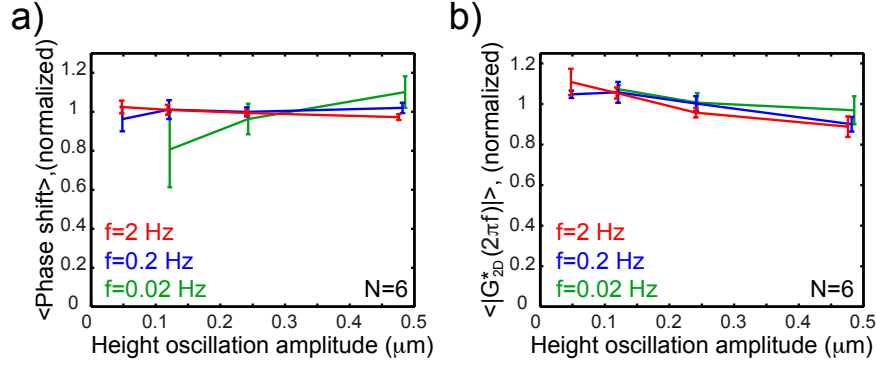 a)
<Phase shift>,(normalized)
1.2
1
0.8
0.6
0.4
0.2
0
f=2 Hz
f=0.2 Hz
f=0.02 Hz
N=6
0 0.1 0.2 0.3 0.4 0.5
Height oscillation amplitude (μm)
b)
<|G*2D(2πf)|>, (normalized)
1.2
1
0.8
0.6
0.4
0.2
0
f=2 Hz
f=0.2 Hz
f=0.02 Hz
N=6
0 0.1 0.2 0.3 0.4 0.5
Height oscillation amplitude (μm)